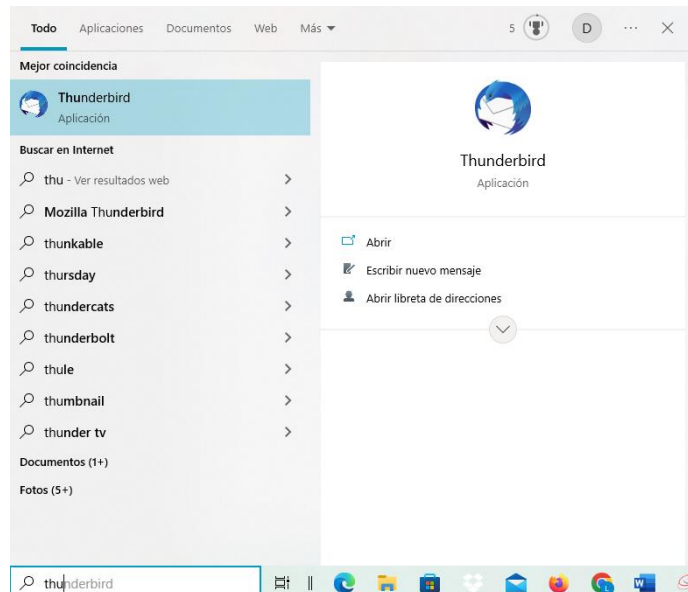 Todo Aplicaciones Documentos Web Más 5 D ...
Mejor coincidencia
Thunderbird
Aplicación
Buscar en Internet
thu - Ver resultados web
Mozilla Thunderbird
thunkable
thursday
thundercats
thunderbolt
thule
thumbnail
thunder tv
Documentos (1+)
Fotos (5+)
Thunderbird
Aplicación
Abrir
Escribir nuevo mensaje
Abrir libreta de direcciones
thunderbird